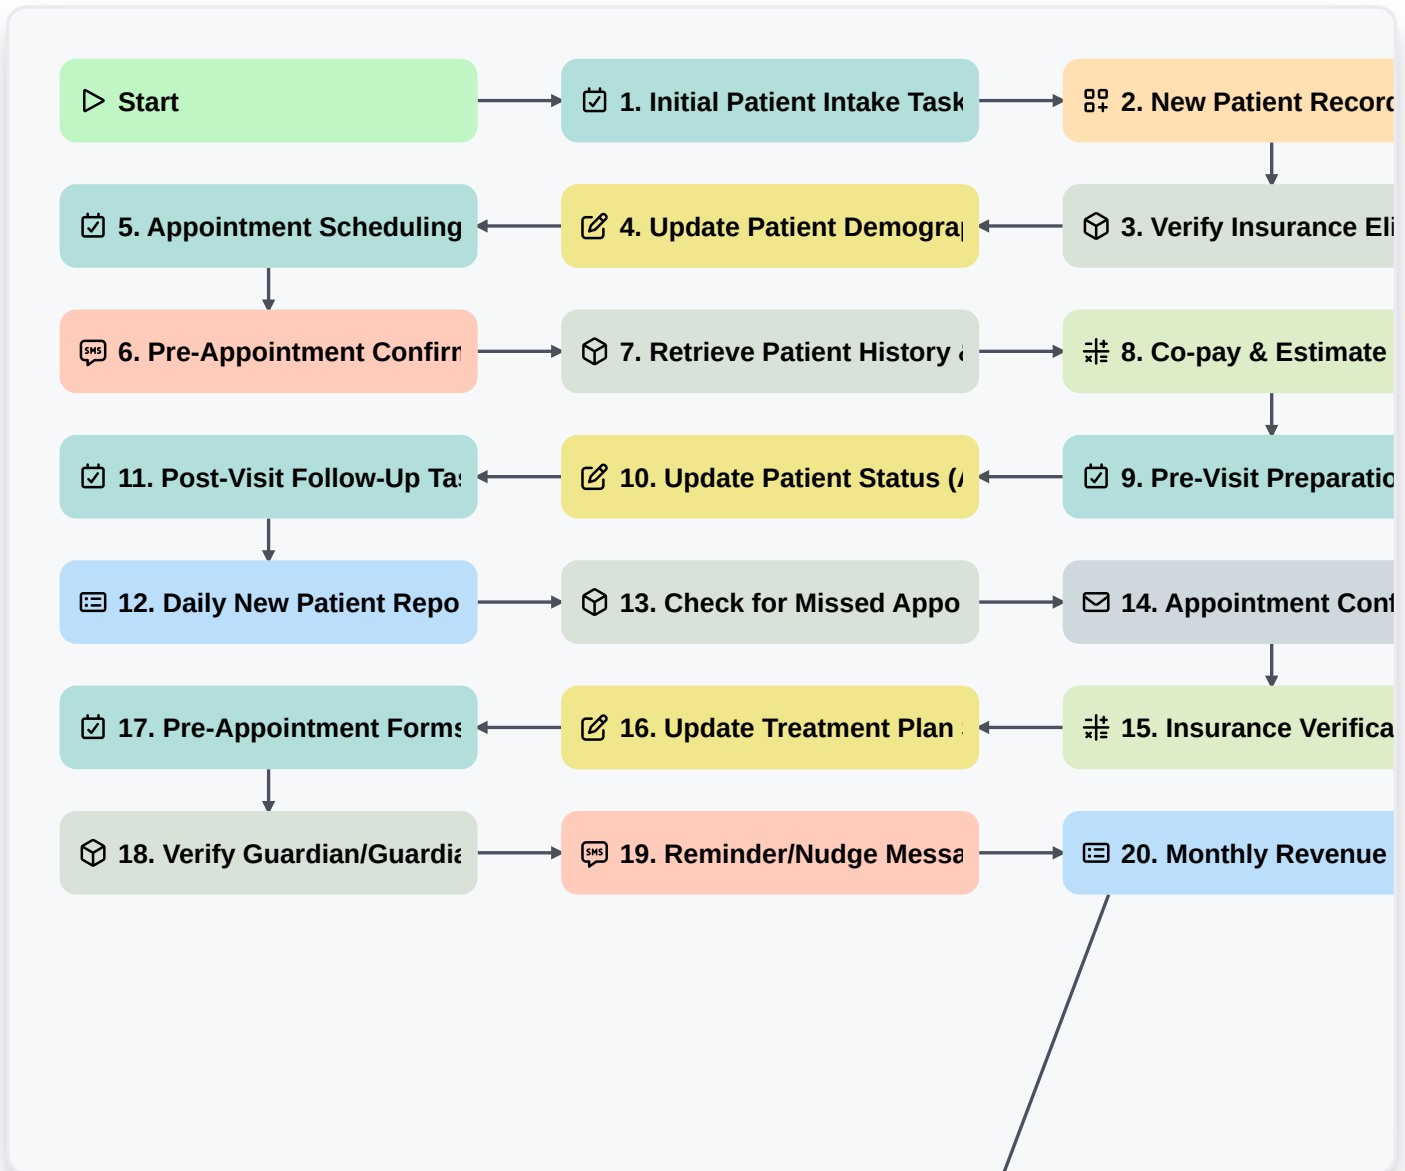 Start
1. Initial Patient Intake Task
2. New Patient Record
5. Appointment Scheduling
4. Update Patient Demogra
3. Verify Insurance Eli
SMS 6. Pre-Appointment Confir
7. Retrieve Patient History &
8. Co-pay & Estimate
11. Post-Visit Follow-Up Tas
10. Update Patient Status (
9. Pre-Visit Preparatio
12. Daily New Patient Repo
13. Check for Missed Appo
14. Appointment Conf
17. Pre-Appointment Forms
16. Update Treatment Plan
15. Insurance Verifica
18. Verify Guardian/Guardia
SMS 19. Reminder/Nudge Messa
20. Monthly Revenue